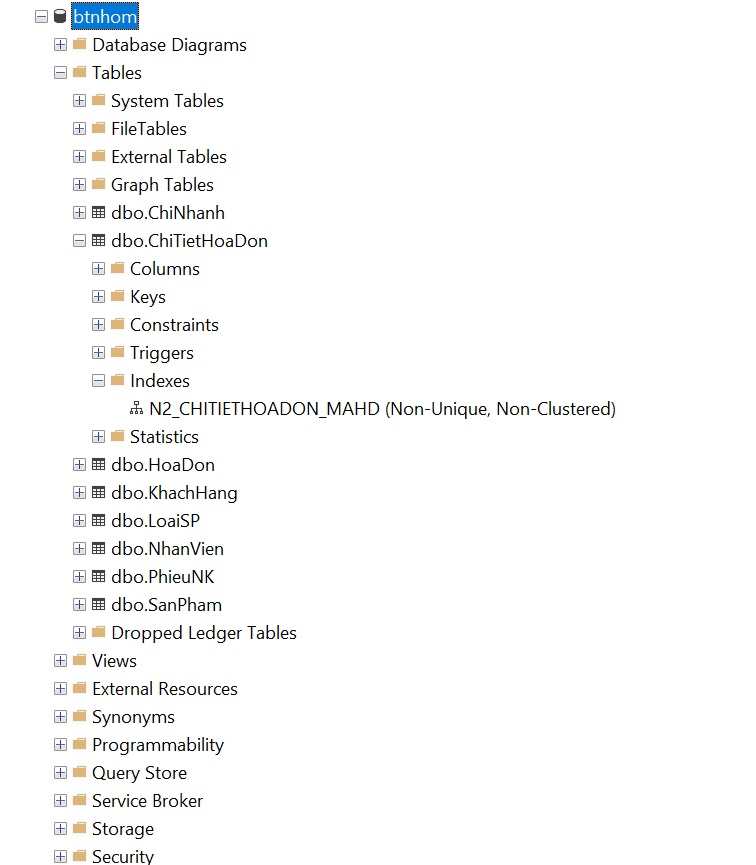 btnhom
Database Diagrams
Tables
System Tables
FileTables
External Tables
Graph Tables
dbo.ChiNhanh
dbo.ChiTietHoaDon
Columns
Keys
Constraints
Triggers
Indexes
N2_CHITIETHOADON_MAHD (Non-Unique, Non-Clustered)
Statistics
dbo.HoaDon
dbo.KhachHang
dbo.LoaiSP
dbo.NhanVien
dbo.PhieuNK
dbo.SanPham
Dropped Ledger Tables
Views
External Resources
Synonyms
Programmability
Query Store
Service Broker
Storage
Security